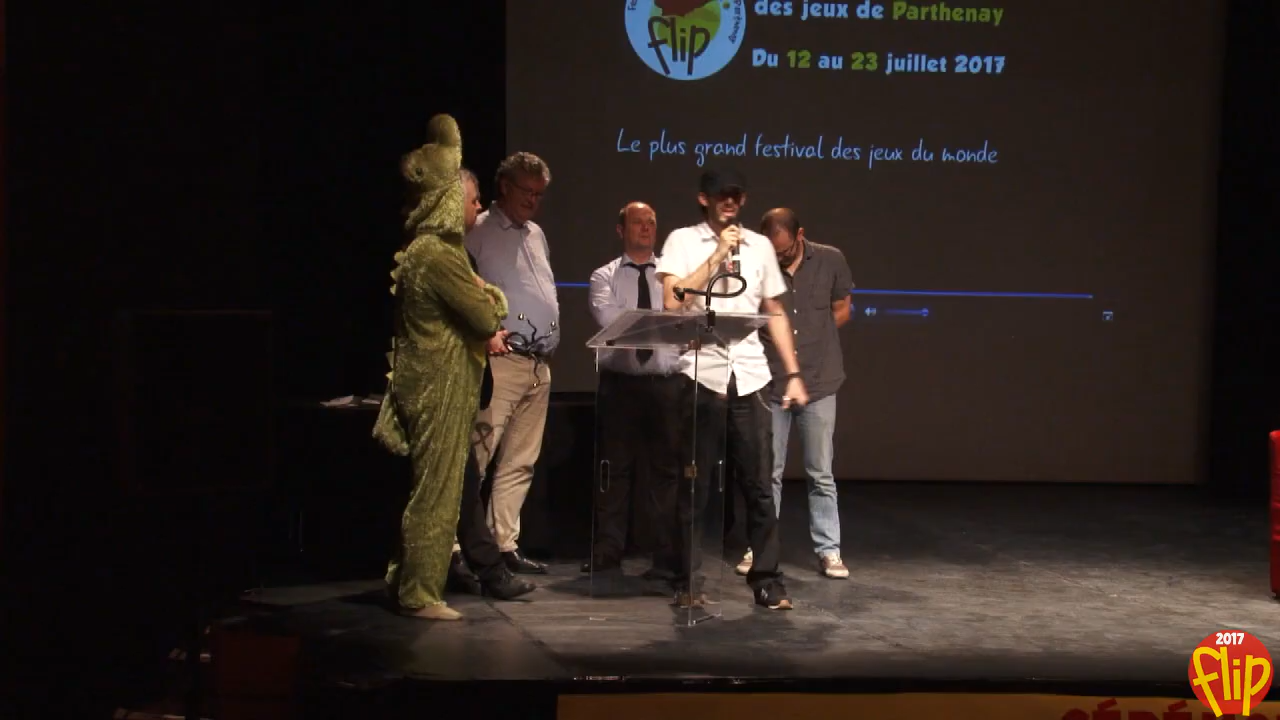 des jeux de Parthenay
flip
Du 12 au 23 juillet 2017
Le plus grand festival des jeux du monde
2017
flip